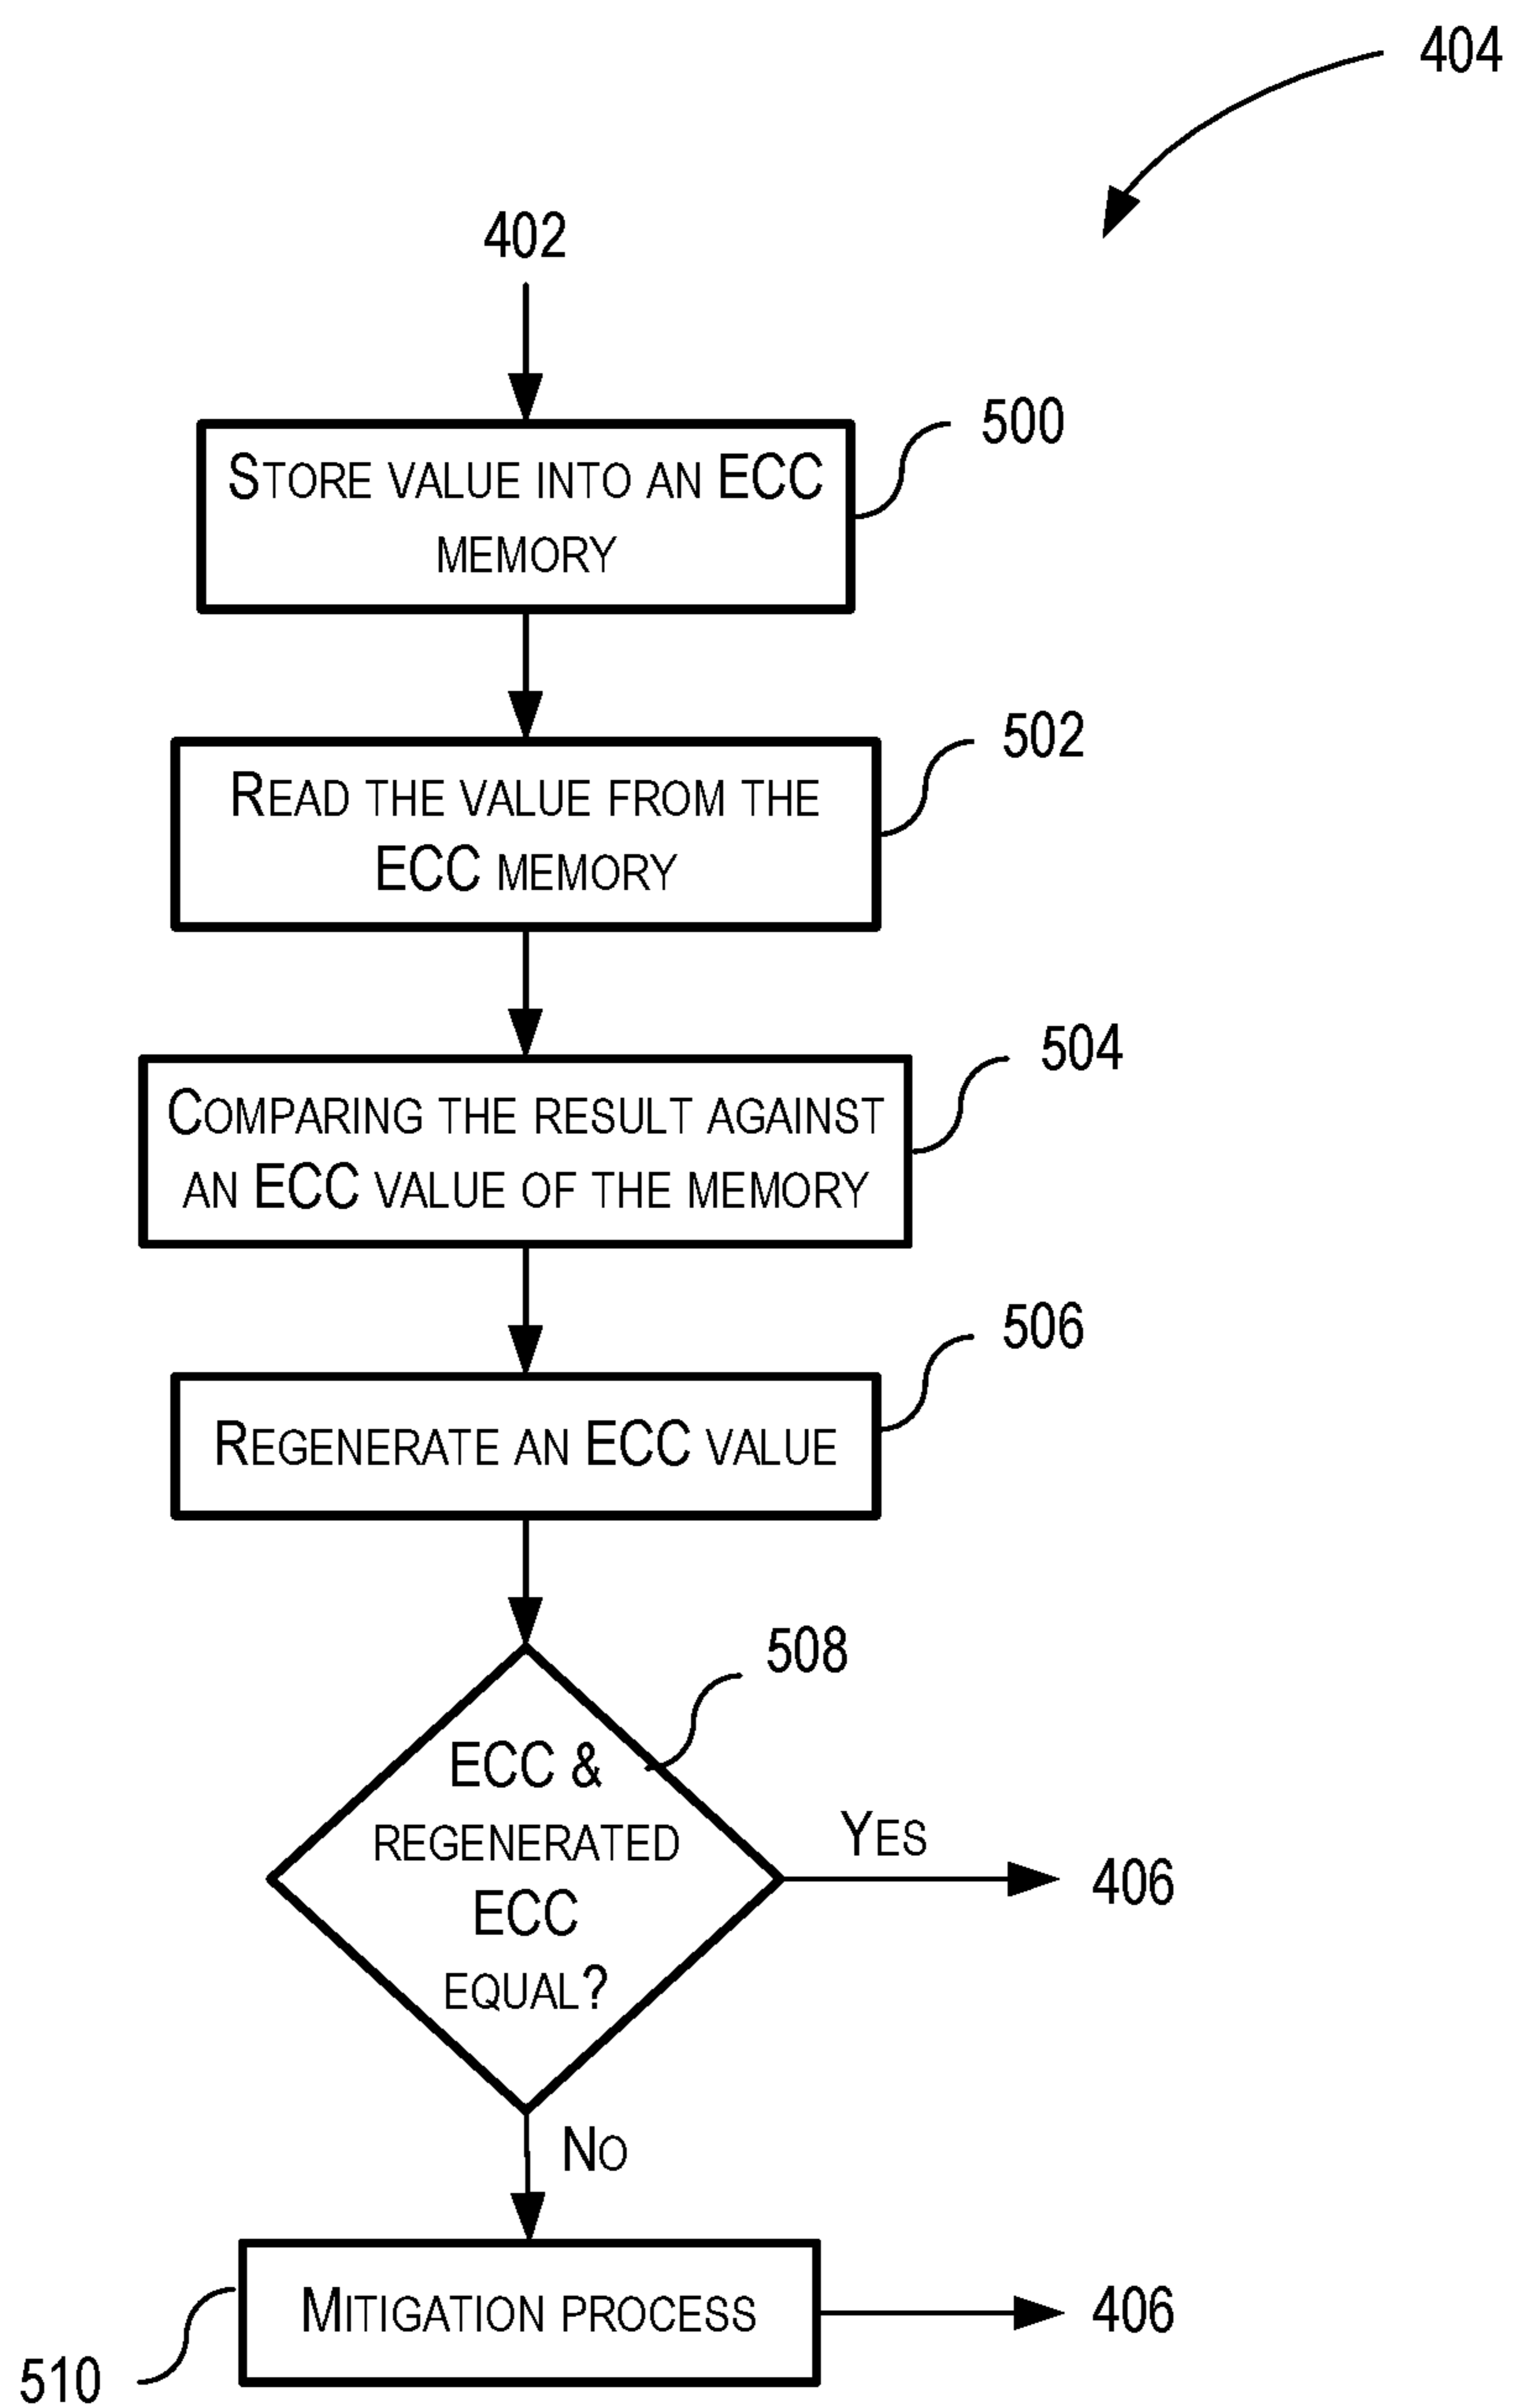 404
402
500
STORE VALUE INTO AN ECC
MEMORY
502
READ THE VALUE FROM THE
ECC MEMORY
504
COMPARING THE RESULT AGAINST
AN ECC VALUE OF THE MEMORY
506
REGENERATE AN ECC VALUE
508
ECC &
REGENERATED
ECC
EQUAL?
YES
406
NO
MITIGATION PROCESS
406
510